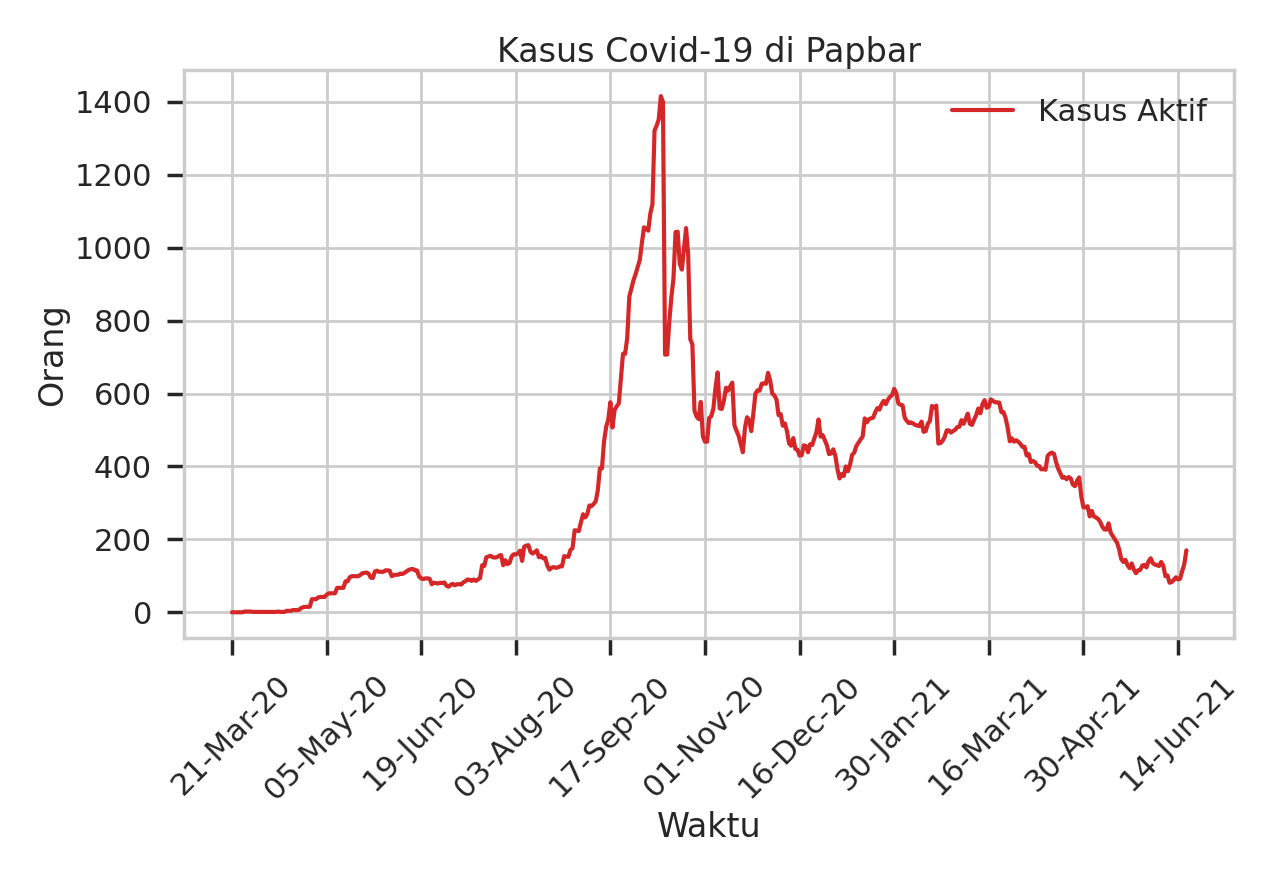 Kasus Covid-19 di Papbar
Kasus Aktif
1400
1200
1000
800
600
400
200
0
Orang
21-Mar-20
05-May-20
19-Jun-20
03-Aug-20
17-Sep-20
01-Nov-20
16-Dec-20
30-Jan-21
16-Mar-21
30-Apr-21
14-Jun-21
Waktu